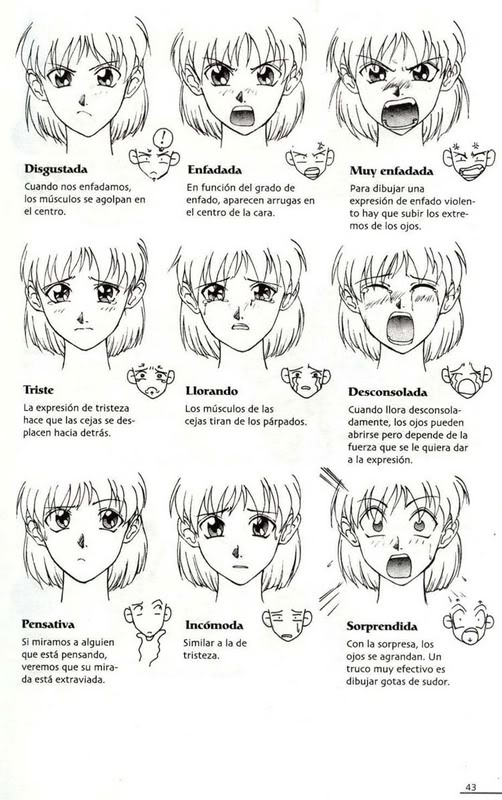 !
Disgustada
Cuando nos enfadamos,
los músculos se agolpan en
el centro.
Enfadada
En función del grado de
enfado, aparecen arrugas en
el centro de la cara.
Muy enfadada
Para dibujar una
expresión de enfado violen-
to hay que subir los extre-
mos de los ojos.
Triste
La expresión de tristeza
hace que las cejas se des-
placen hacia detrás.
Llorando
Los músculos de las
cejas tiran de los párpados.
Desconsolada
Cuando llora desconsola-
damente, los ojos pueden
abrirse pero depende de la
fuerza que se le quiera dar
a la expresión.
Pensativa
Si miramos a alguien
que está pensando,
veremos que su mira-
da está extraviada.
Incómoda
Similar a la de
tristeza.
Sorprendida
Con la sorpresa, los
ojos se agrandan. Un
truco muy efectivo es
dibujar gotas de sudor.
43